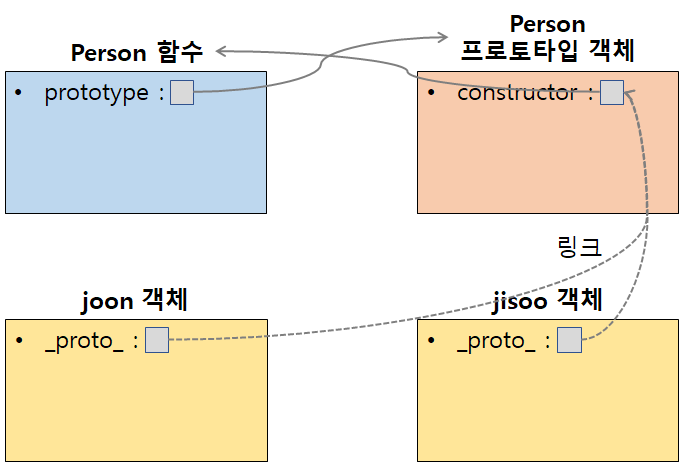 Person 함수
Person
프로토타입 객체
• prototype :
• constructor :
링크
joon 객체
jisoo 객체
• _proto_ :
• _proto_ :